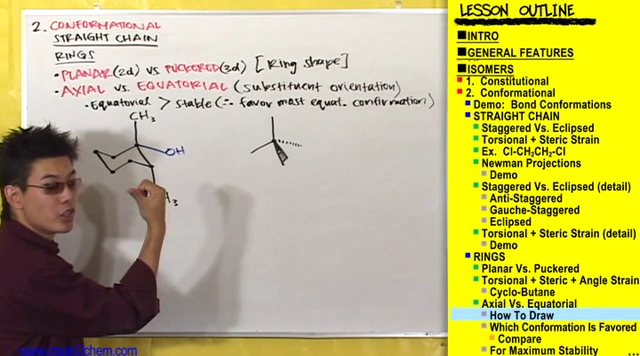 2. CONFORMATIONAL
STRAIGHT CHAIN
RINGS
• PLANAR (2d) vs PUCKERED (3d) [Ring shape]
• AXIAL vs. EQUATORIAL (substituent orientation)
• Equatorial > stable (∴ favor most equat. confirmation)
CH3
OH
H3
LESSON OUTLINE
INTRO
GENERAL FEATURES
ISOMERS
1. Constitutional
2. Conformational
Demo: Bond Conformations
STRAIGHT CHAIN
Staggered Vs. Eclipsed
Torsional + Steric Strain
Ex. Cl-CH2CH2-Cl
Newman Projections
Demo
Staggered Vs. Eclipsed (detail)
Anti-Staggered
Gauche-Staggered
Eclipsed
Torsional + Steric Strain (detail)
Demo
RINGS
Planar Vs. Puckered
Torsional + Steric + Angle Strain
Cyclo-Butane
Axial Vs. Equatorial
How To Draw
Which Conformation Is Favored
Compare
For Maximum Stability